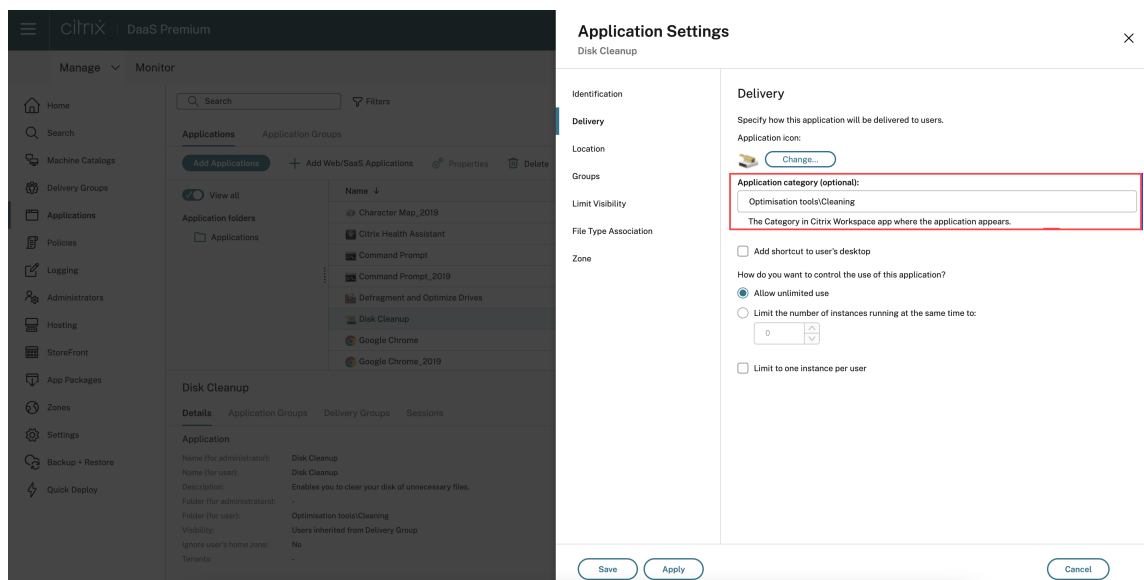 citrix | DaaS Premium
Manage Monitor
Home
Search
Machine Catalogs
Delivery Groups
Applications
Policies
Logging
Administrators
Hosting
StoreFront
App Packages
Zones
Settings
Backup + Restore
Quick Deploy
Search Filters
Applications Application Groups
Add Applications Add Web/SaaS Applications Properties Delete
View all
Application folders
Applications
Name ↓
Character Map_2019
Citrix Health Assistant
Command Prompt
Command Prompt_2019
Defragment and Optimize Drives
Disk Cleanup
Google Chrome
Google Chrome_2019
Disk Cleanup
Details Application Groups Delivery Groups Sessions
Application
Name (for administrator): Disk Cleanup
Name (for user): Disk Cleanup
Description: Enables you to clear your disk of unnecessary files.
Folder (for administrators): -
Folder (for user): Optimisation tools\Cleaning
Visibility: Users inherited from Delivery Group
Ignore user's home zone: No
Tenants: -
Application Settings
Disk Cleanup
Identification
Delivery
Location
Groups
Limit Visibility
File Type Association
Zone
Delivery
Specify how this application will be delivered to users.
Application icon:
Change...
Application category (optional):
Optimisation tools\Cleaning
The Category in Citrix Workspace app where the application appears.
Add shortcut to user's desktop
How do you want to control the use of this application?
Allow unlimited use
Limit the number of instances running at the same time to:
0
Limit to one instance per user
Save Apply Cancel